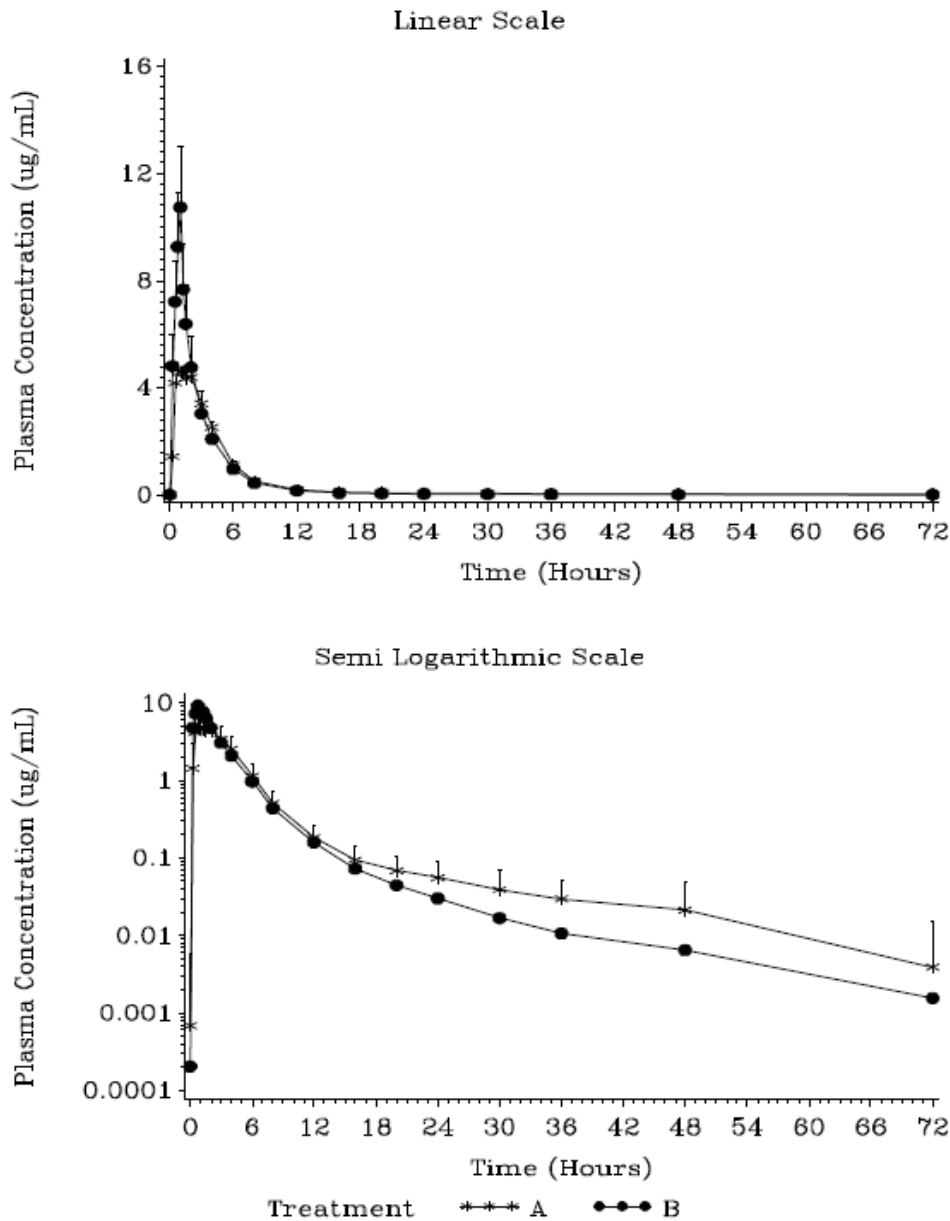 Linear Scale
Plasma Concentration (ug/mL)
16
12
8
4
0
0 6 12 18 24 30 36 42 48 54 60 66 72
Time (Hours)
Semi Logarithmic Scale
Plasma Concentration (ug/mL)
10
1
0.1
0.01
0.001
0.0001
0 6 12 18 24 30 36 42 48 54 60 66 72
Time (Hours)
Treatment A B